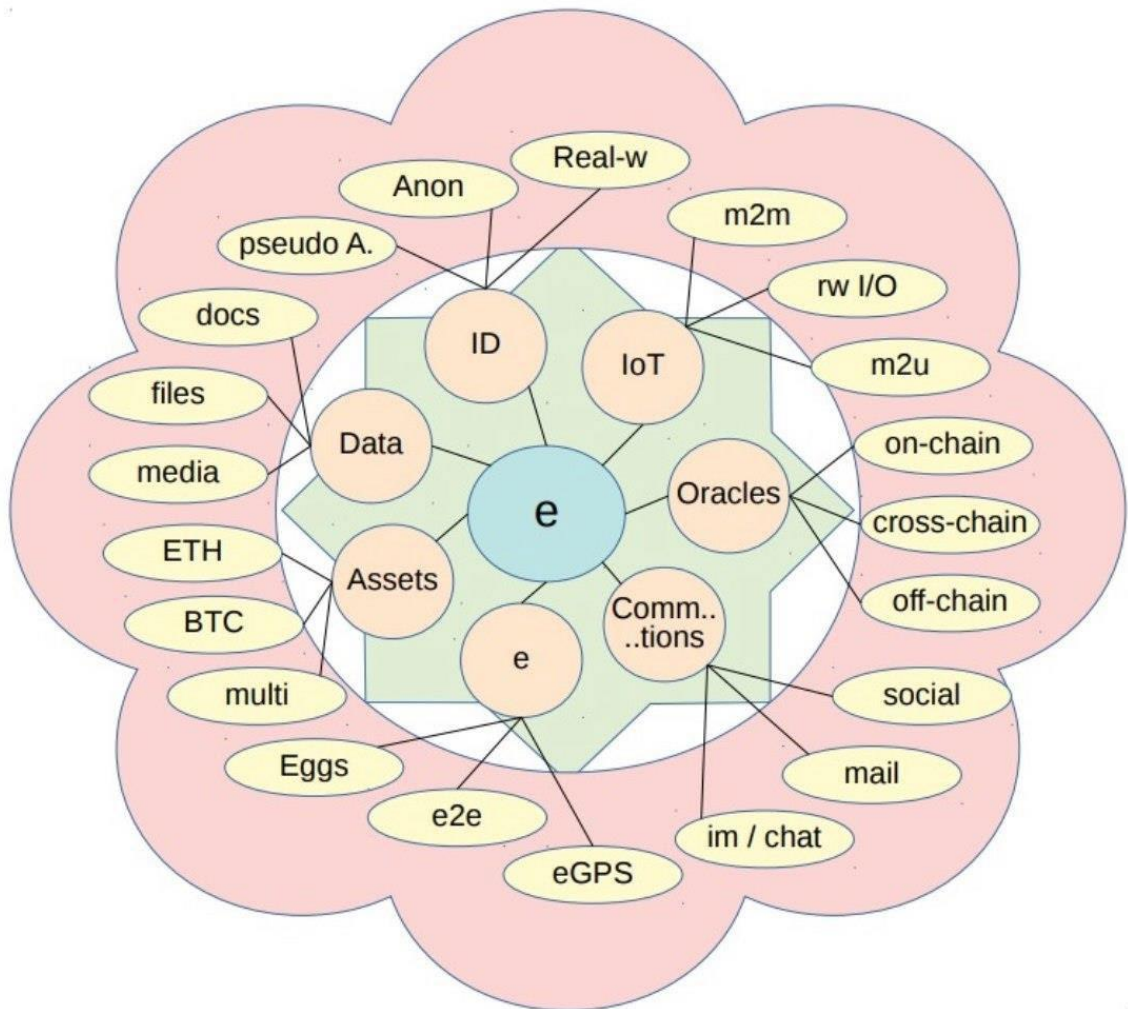 Real-w
Anon
m2m
pseudo A.
rw I/O
docs
ID
IoT
m2u
files
Data
on-chain
media
Oracles
e
cross-chain
ETH
Assets
off-chain
Comm..
..tions
BTC
e
multi
social
Eggs
mail
e2e
im / chat
eGPS